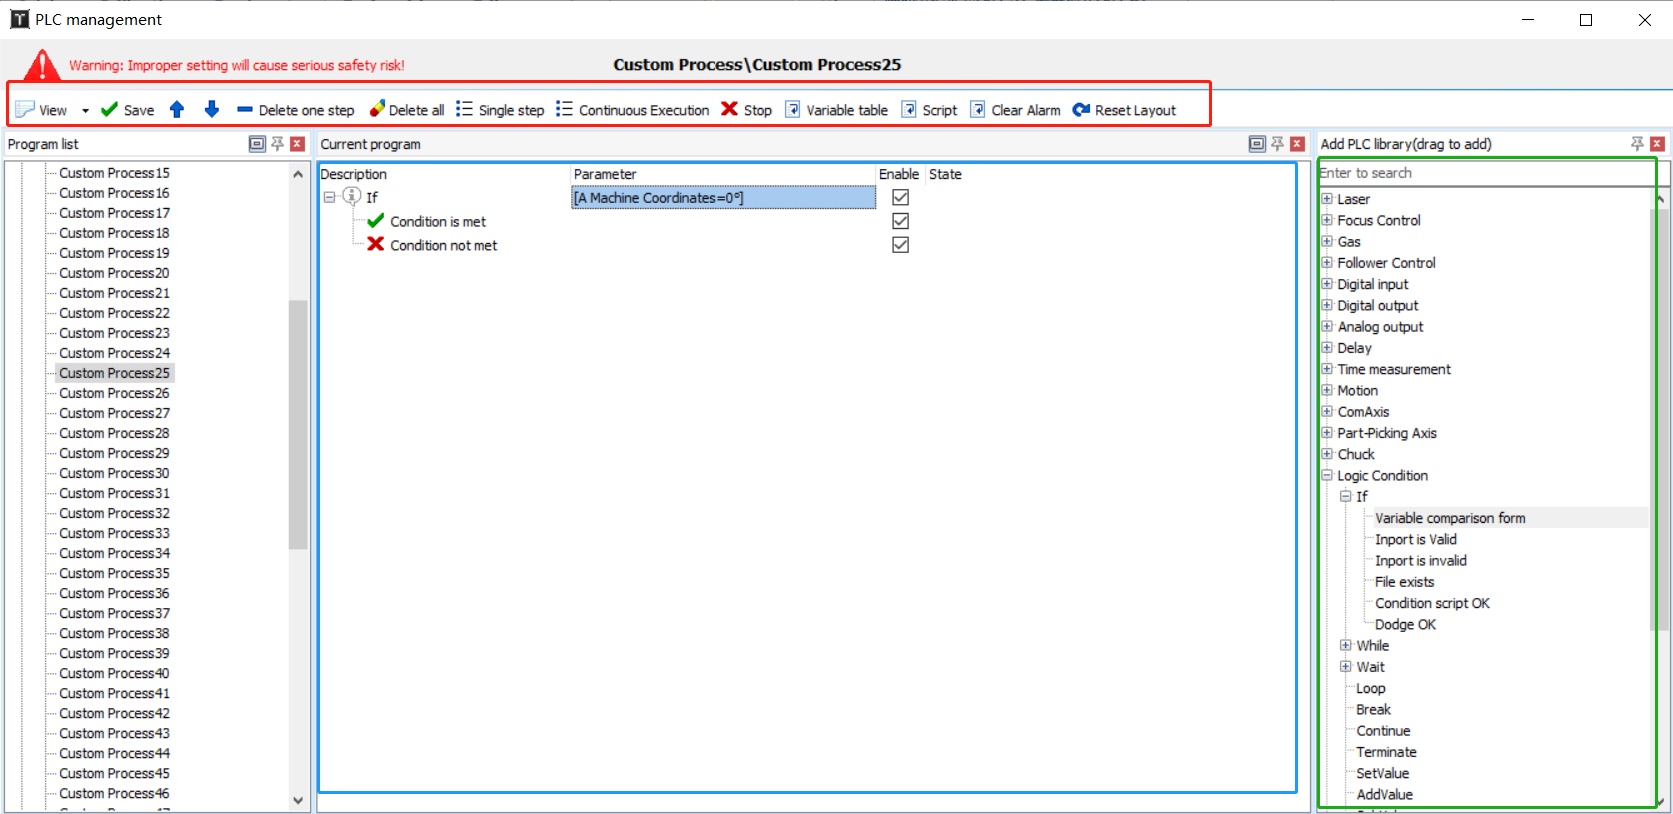 PLC management
Warning: Improper setting will cause serious safety risk!
Custom Process\Custom Process25
View Save Delete one step Delete all Single step Continuous Execution Stop Variable table Script Clear Alarm Reset Layout
Program list
Custom Process15
Custom Process16
Custom Process17
Custom Process18
Custom Process19
Custom Process20
Custom Process21
Custom Process22
Custom Process23
Custom Process24
Custom Process25
Custom Process26
Custom Process27
Custom Process28
Custom Process29
Custom Process30
Custom Process31
Custom Process32
Custom Process33
Custom Process34
Custom Process35
Custom Process36
Custom Process37
Custom Process38
Custom Process39
Custom Process40
Custom Process41
Custom Process42
Custom Process43
Custom Process44
Custom Process45
Custom Process46
Current program
Description Parameter Enable State
If [A Machine Coordinates=0°]
Condition is met
Condition not met
Add PLC library(drag to add)
Enter to search
Laser
Focus Control
Gas
Follower Control
Digital input
Digital output
Analog output
Delay
Time measurement
Motion
ComAxis
Part-Picking Axis
Chuck
Logic Condition
If
Variable comparison form
Inport is Valid
Inport is invalid
File exists
Condition script OK
Dodge OK
While
Wait
Loop
Break
Continue
Terminate
SetValue
AddValue